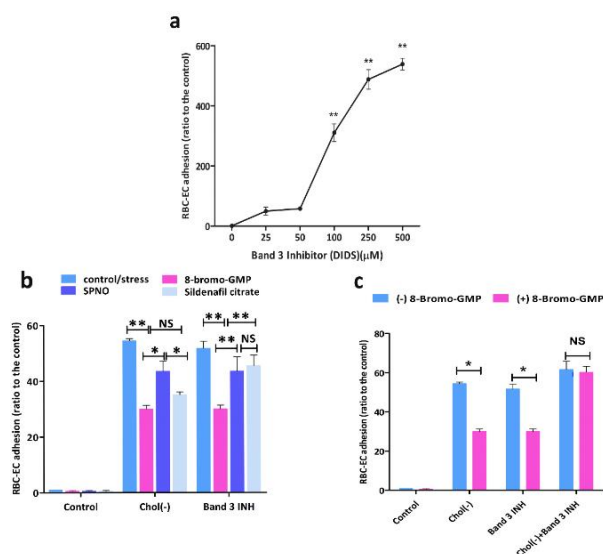 a
RBC-EC adhesion (ratio to the control)
600
400
200
0
**
**
**
0 25 50 100 250 500
Band 3 Inhibitor (DIDS)(μM)
b
control/stress
8-bromo-GMP
SPNO
Sildenafil citrate
RBC-EC adhesion (ratio to the control)
60
40
20
0
** NS
* *
** **
** NS
Control Chol(-) Band 3 INH
c
(-) 8-Bromo-GMP (+) 8-Bromo-GMP
RBC-EC adhesion (ratio to the control)
80
60
40
20
0
*
*
NS
Control
Chol(-)
Band 3 INH
Chol(-)+Band 3 INH